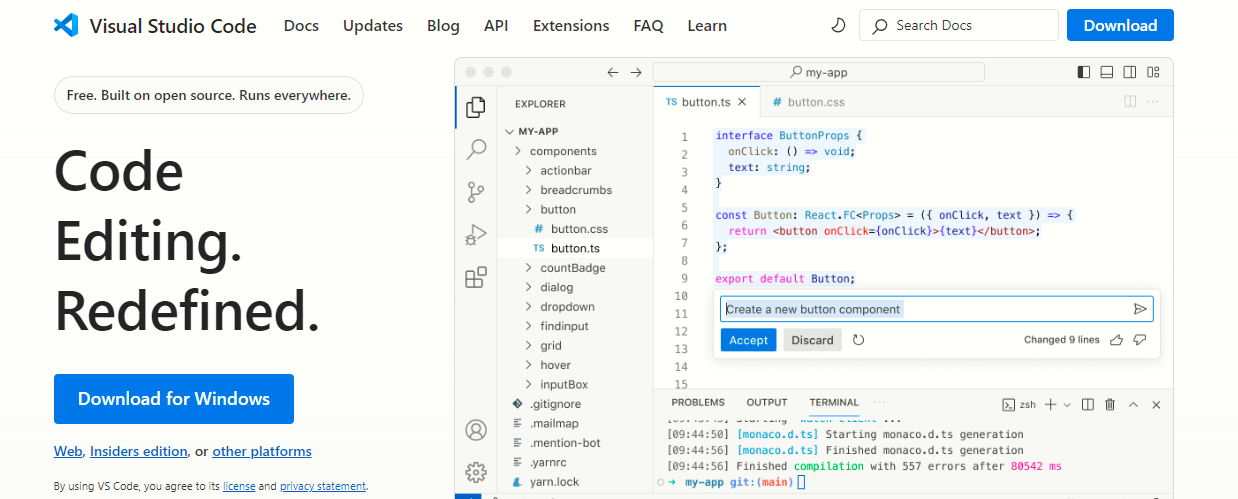 Visual Studio Code Docs Updates Blog API Extensions FAQ Learn Search Docs Download
Free. Built on open source. Runs everywhere.
Code
Editing.
Redefined.
Download for Windows
Web, Insiders edition, or other platforms
By using VS Code, you agree to its license and privacy statement.
my-app
EXPLORER
MY-APP
components
actionbar
breadcrumbs
button
# button.css
TS button.ts
countBadge
dialog
dropdown
findinput
grid
hover
inputBox
.gitignore
.mailmap
.mention-bot
.yarnrc
yarn.lock
TS button.ts # button.css
1 interface ButtonProps {
2 onClick: () => void;
3 text: string;
4 }
5
6 const Button: React.FC<Props> = ({ onClick, text }) => {
7 return <button onClick={onClick}>{text}</button>;
8 };
9 export default Button;
10
11
12
13
14
15
Create a new button component
Accept Discard Changed 9 lines
PROBLEMS OUTPUT TERMINAL ··· zsh
[09:44:50] [monaco.d.ts] Starting monaco.d.ts generation
[09:44:56] [monaco.d.ts] Finished monaco.d.ts generation
[09:44:56] Finished compilation with 557 errors after 80542 ms
my-app git:(main)